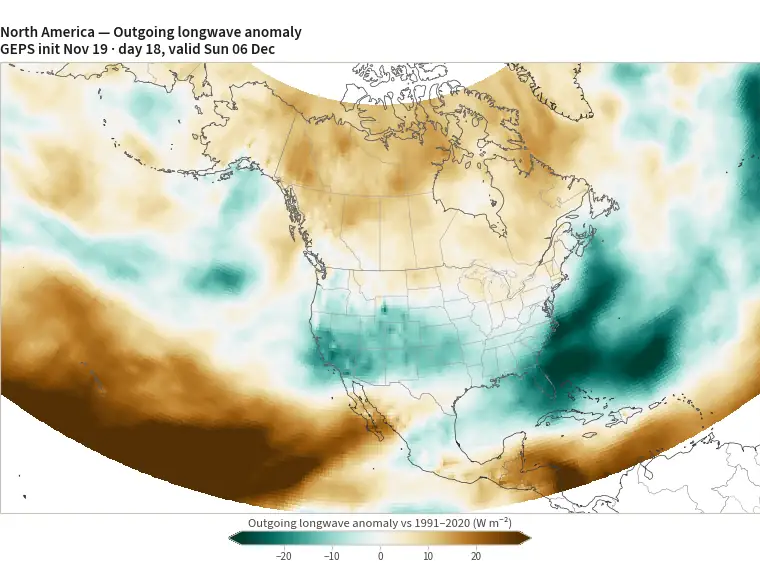 North America — Outgoing longwave anomaly
GEPS init Nov 19 · day 18, valid Sun 06 Dec
Outgoing longwave anomaly vs 1991–2020 (W m⁻²)
−20 −10 0 10 20